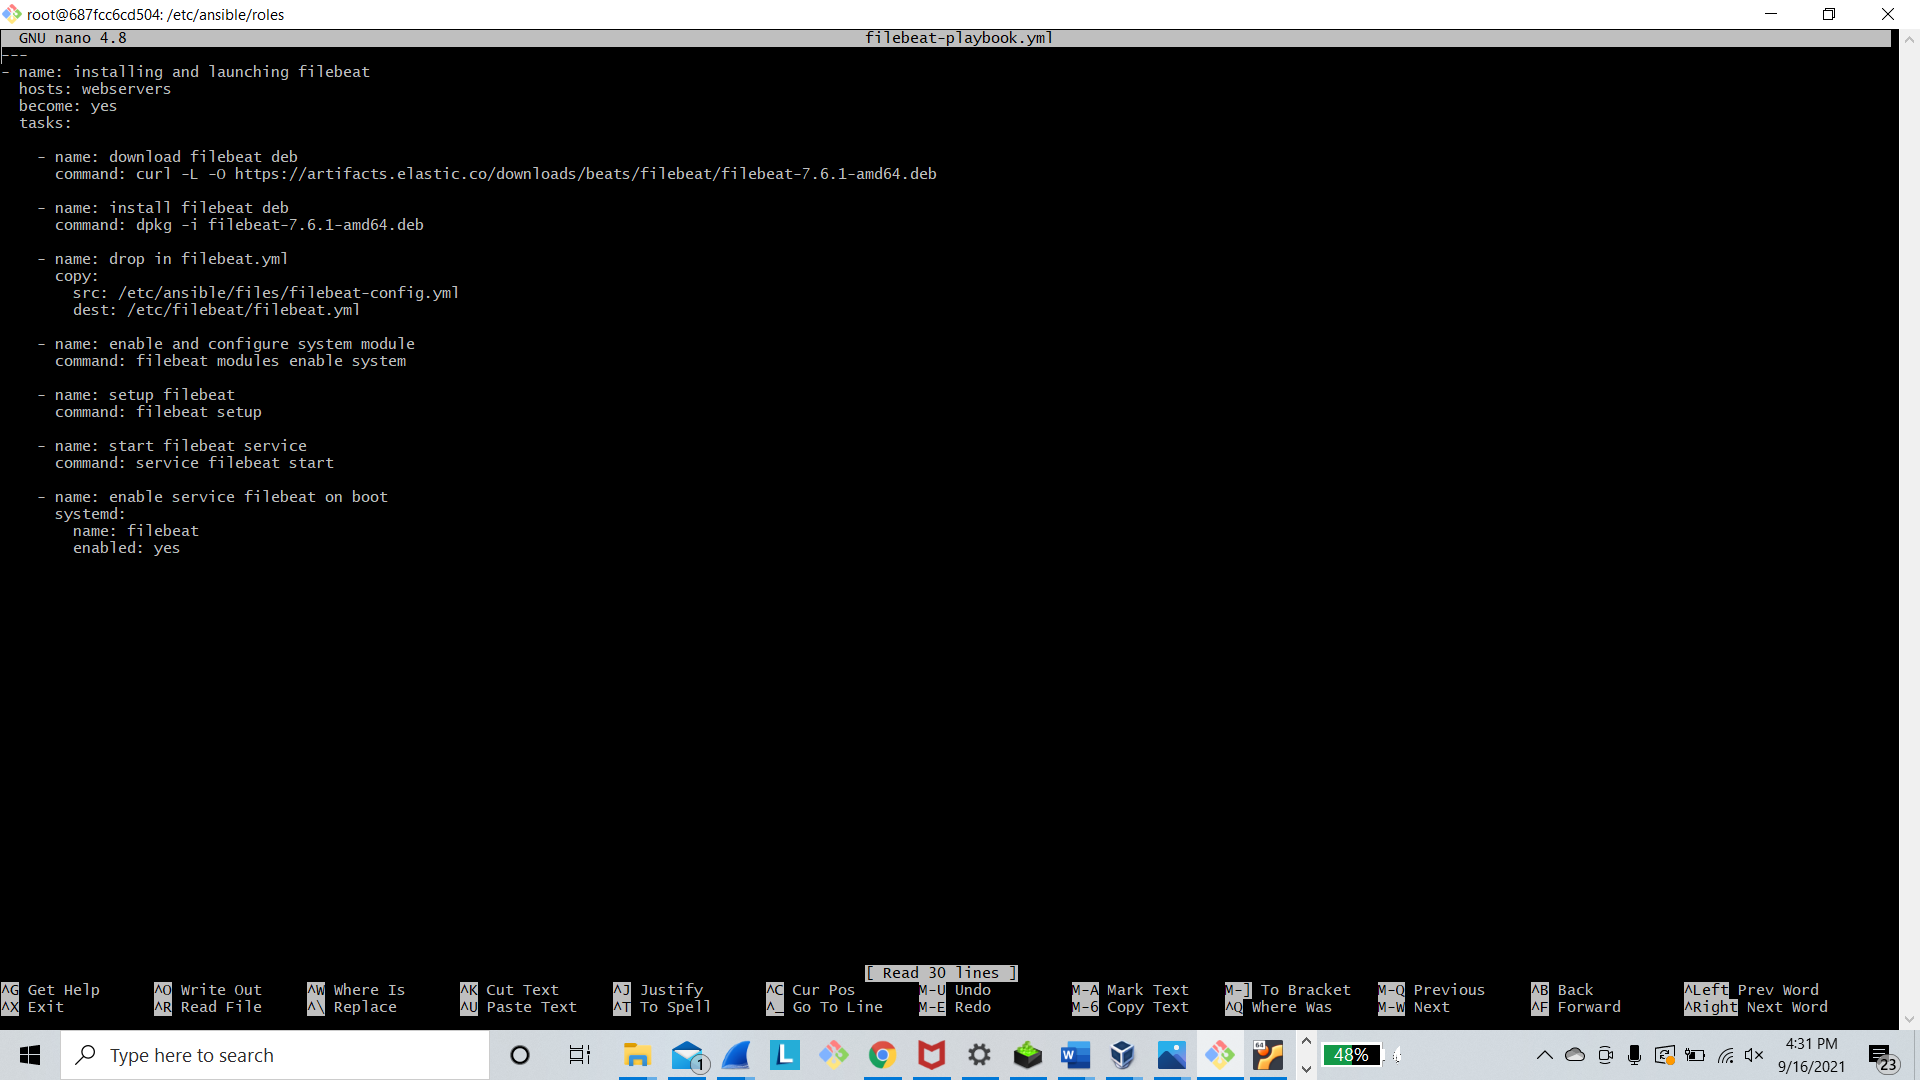 root@687fcc6cd504: /etc/ansible/roles
GNU nano 4.8 filebeat-playbook.yml
---
- name: installing and launching filebeat
  hosts: webservers
  become: yes
  tasks:
    - name: download filebeat deb
      command: curl -L -O https://artifacts.elastic.co/downloads/beats/filebeat/filebeat-7.6.1-amd64.deb
    - name: install filebeat deb
      command: dpkg -i filebeat-7.6.1-amd64.deb
    - name: drop in filebeat.yml
      copy:
        src: /etc/ansible/files/filebeat-config.yml
        dest: /etc/filebeat/filebeat.yml
    - name: enable and configure system module
      command: filebeat modules enable system
    - name: setup filebeat
      command: filebeat setup
    - name: start filebeat service
      command: service filebeat start
    - name: enable service filebeat on boot
      systemd:
        name: filebeat
        enabled: yes
[ Read 30 lines ]
^G Get Help ^O Write Out ^W Where Is ^K Cut Text ^J Justify ^C Cur Pos M-U Undo M-A Mark Text M-] To Bracket M-Q Previous ^B Back ^Left Prev Word
^X Exit ^R Read File ^\ Replace ^U Paste Text ^T To Spell ^_ Go To Line M-E Redo M-6 Copy Text ^Q Where Was M-W Next ^F Forward ^Right Next Word
Type here to search 1 L W 64 48% 4:31 PM
9/16/2021 23